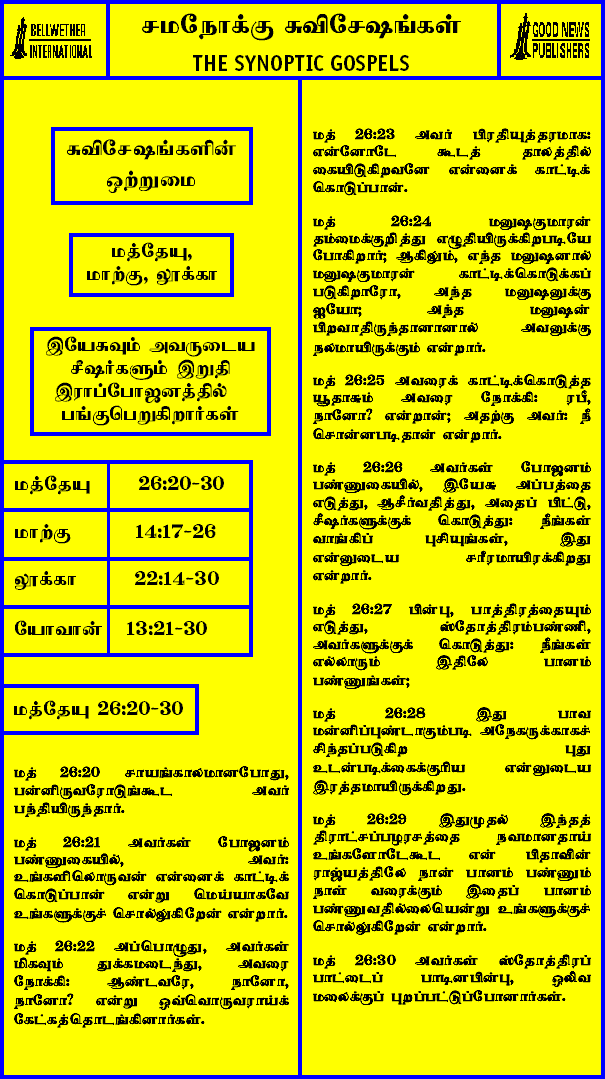 BELLWETHER
INTERNATIONAL
சமநோக்கு சுவிசேஷங்கள்
THE SYNOPTIC GOSPELS
GOOD NEWS
PUBLISHERS
சுவிசேஷங்களின்
ஒற்றுமை
மத்தேயு,
மாற்கு, லூக்கா
இயேசுவும் அவருடைய
சீஷர்களும் இறுதி
இராப்போஜனத்தில்
பங்குபெறுகிறார்கள்
மத்தேயு 26:20-30
மாற்கு 14:17-26
லூக்கா 22:14-30
யோவான் 13:21-30
மத்தேயு 26:20-30
மத் 26:20 சாயங்காலமானபோது,
பன்னிருவரோடுங்கூட அவர்
பந்தியிருந்தார்.
மத் 26:21 அவர்கள் போஜனம்
பண்ணுகையில், அவர்:
உங்களிலொருவன் என்னைக் காட்டிக்
கொடுப்பான் என்று மெய்யாகவே
உங்களுக்குச் சொல்லுகிறேன் என்றார்.
மத் 26:22 அப்பொழுது, அவர்கள்
மிகவும் துக்கமடைந்து, அவரை
நோக்கி: ஆண்டவரே, நானோ,
நானோ? என்று ஒவ்வொருவராய்க்
கேட்கத்தொடங்கினார்கள்.
மத் 26:23 அவர் பிரதியுத்தரமாக:
என்னோடே கூடத் தாலத்தில்
கையிடுகிறவனே என்னைக் காட்டிக்
கொடுப்பான்.
மத் 26:24 மனுஷகுமாரன்
தம்மைக்குறித்து எழுதியிருக்கிறபடியே
போகிறார்; ஆகிலும், எந்த மனுஷனால்
மனுஷகுமாரன் காட்டிக்கொடுக்கப்
படுகிறாரோ, அந்த மனுஷனுக்கு
ஐயோ; அந்த மனுஷன்
பிறவாதிருந்தானானால் அவனுக்கு
நலமாயிருக்கும் என்றார்.
மத் 26:25 அவரைக் காட்டிக்கொடுத்த
யூதாசும் அவரை நோக்கி: ரபீ,
நானோ? என்றான்; அதற்கு அவர்: நீ
சொன்னபடிதான் என்றார்.
மத் 26:26 அவர்கள் போஜனம்
பண்ணுகையில், இயேசு அப்பத்தை
எடுத்து, ஆசீர்வதித்து, அதைப் பிட்டு,
சீஷர்களுக்குக் கொடுத்து: நீங்கள்
வாங்கிப் புசியுங்கள், இது
என்னுடைய சரீரமாயிரக்கிறது
என்றார்.
மத் 26:27 பின்பு, பாத்திரத்தையும்
எடுத்து, ஸ்தோத்திரம்பண்ணி,
அவர்களுக்குக் கொடுத்து: நீங்கள்
எல்லாரும் இதிலே பானம்
பண்ணுங்கள்;
மத் 26:28 இது பாவ
மன்னிப்புண்டாகும்படி அநேகருக்காகச்
சிந்தப்படுகிற புது
உடன்படிக்கைக்குரிய என்னுடைய
இரத்தமாயிருக்கிறது.
மத் 26:29 இதுமுதல் இந்தத்
திராட்சப்பழரசத்தை நவமானதாய்
உங்களோடேகூட என் பிதாவின்
ராஜ்யத்திலே நான் பானம் பண்ணும்
நாள் வரைக்கும் இதைப் பானம்
பண்ணுவதில்லையென்று உங்களுக்குச்
சொல்லுகிறேன் என்றார்.
மத் 26:30 அவர்கள் ஸ்தோத்திரப்
பாட்டைப் பாடினபின்பு, ஒலிவ
மலைக்குப் புறப்பட்டுப்போனார்கள்.